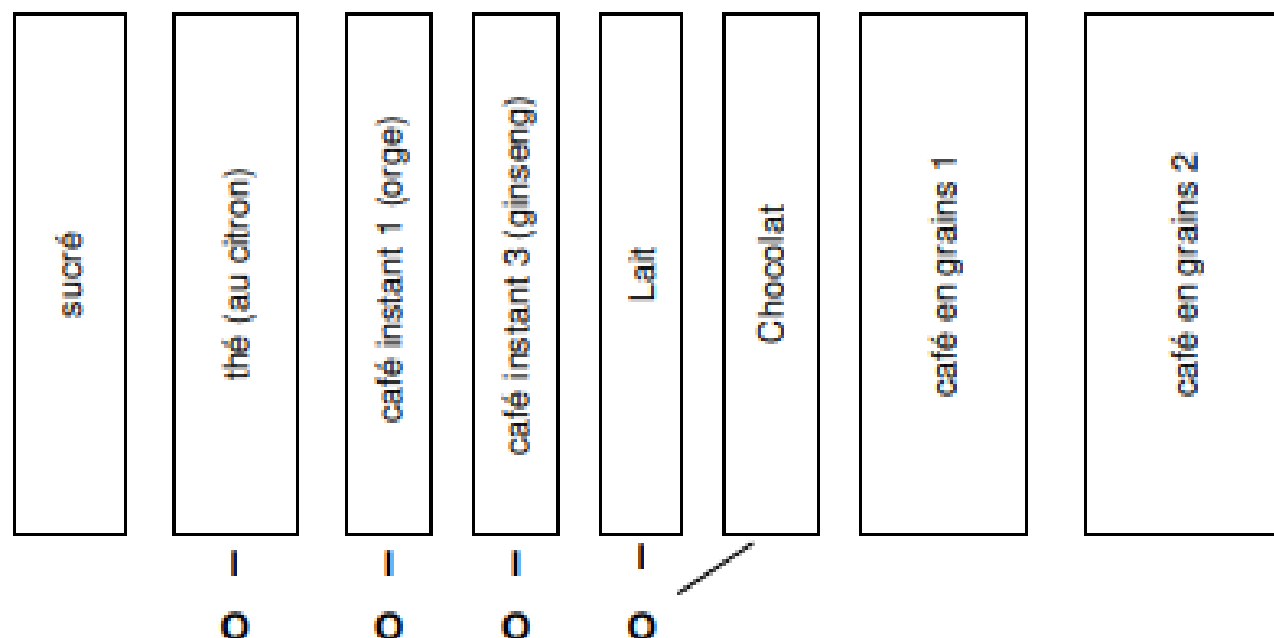 sucré
thé (au citron)
café instant 1 (orge)
café instant 3 (ginseng)
Lait
Chocolat
café en grains 1
café en grains 2